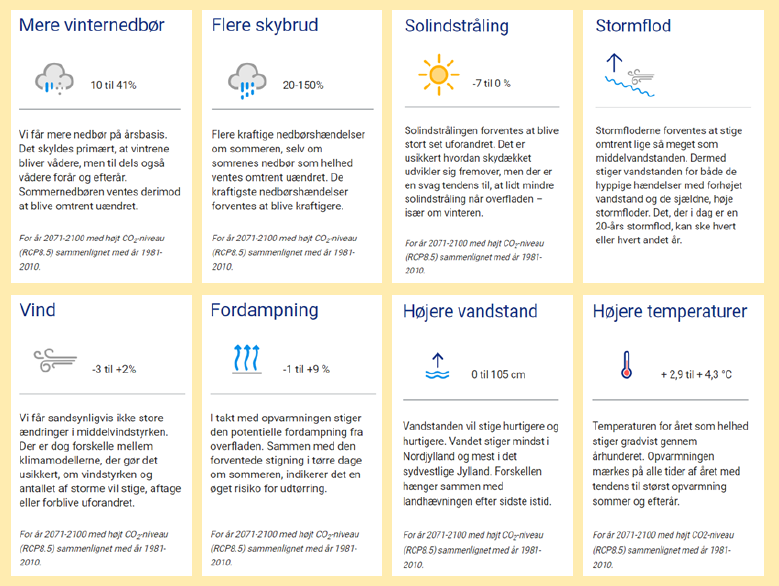 Mere vinternedbør
10 til 41%
Vi får mere nedbør på årsbasis.
Det skyldes primært, at vintrene
bliver vådere, men til dels også
vådere forår og efterår.
Sommernedbøren ventes derimod
at blive omtrent uændret.
For år 2071-2100 med højt CO₂-niveau
(RCP8.5) sammenlignet med år 1981-
2010.
Flere skybrud
20-150%
Flere kraftige nedbørshændelser
om sommeren, selv om
somrenes nedbør som helhed
ventes omtrent uændret. De
kraftigste nedbørshændelser
forventes at blive kraftigere.
For år 2071-2100 med højt CO₂-niveau
(RCP8.5) sammenlignet med år 1981-
2010.
Solindstråling
-7 til 0 %
Solindstrålingen forventes at blive
stort set uforandret. Det er
usikkert hvordan skydækket
udvikler sig fremover, men der er
en svag tendens til, at lidt mindre
solindstråling når overfladen –
især om vinteren.
For år 2071-2100 med højt CO₂-niveau
(RCP8.5) sammenlignet med år 1981-
2010.
Stormflod
Stormfloderne forventes at stige
omtrent lige så meget som
middelvandstanden. Dermed
stiger vandstanden for både de
hyppige hændelser med forhøjet
vandstand og de sjældne, høje
stormfloder. Det, der i dag er en
20-års stormflod, kan ske hvert
eller hvert andet år.
Vind
-3 til +2%
Vi får sandsynligvis ikke store
ændringer i middelvindstyrken.
Der er dog forskelle mellem
klimamodellerne, der gør det
usikkert, om vindstyrken og
antallet af storme vil stige, aftage
eller forblive uforandret.
For år 2071-2100 med højt CO₂-niveau
(RCP8.5) sammenlignet med år 1981-
2010.
Fordampning
-1 til +9 %
I takt med opvarmningen stiger
den potentielle fordampning fra
overfladen. Sammen med den
forventede stigning i tørre dage
om sommeren, indikerer det en
øget risiko for udtørring.
For år 2071-2100 med højt CO₂-niveau
(RCP8.5) sammenlignet med år 1981-
2010.
Højere vandstand
0 til 105 cm
Vandstanden vil stige hurtigere og
hurtigere. Vandet stiger mindst i
Nordjylland og mest i det
sydvestlige Jylland. Forskellen
hænger sammen med
landhævningen efter sidste istid.
For år 2071-2100 med højt CO₂-niveau
(RCP8.5) sammenlignet med år 1981-
2010.
Højere temperaturer
+ 2,9 til + 4,3 °C
Temperaturen for året som helhed
stiger gradvist gennem
århundredet. Opvarmningen
mærkes på alle tider af året med
tendens til størst opvarmning
sommer og efterår.
For år 2071-2100 med højt CO2-niveau
(RCP8.5) sammenlignet med år 1981-
2010.